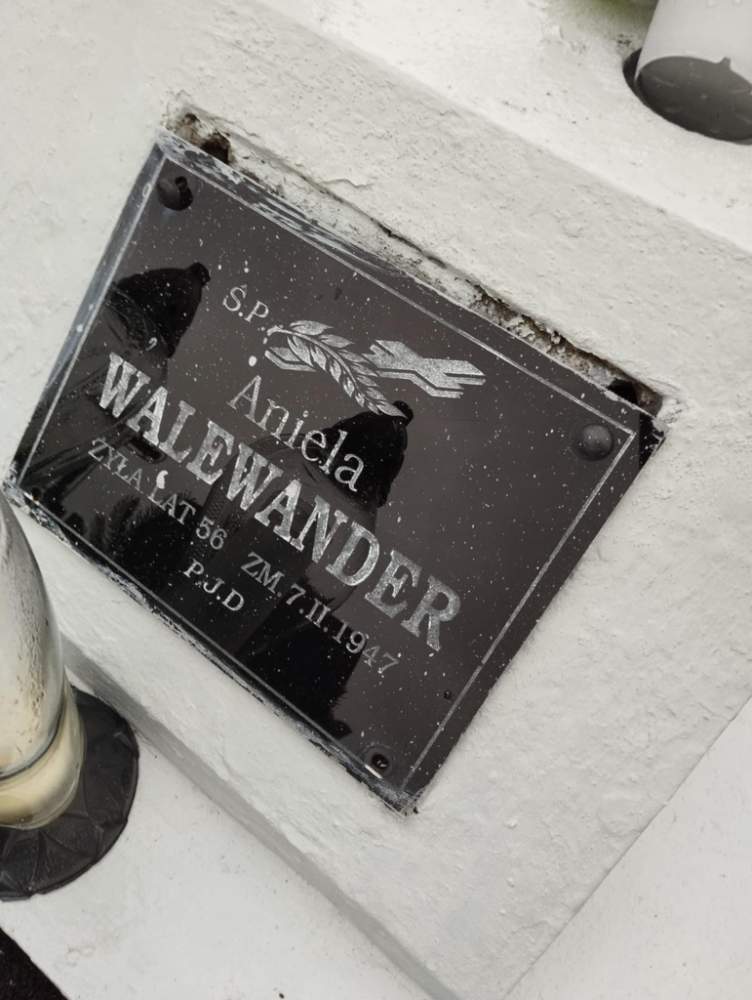 Ś.P.
Aniela
WALEWANDER
ŻYŁA LAT 56 ZM.7.II.1947
P.J.D